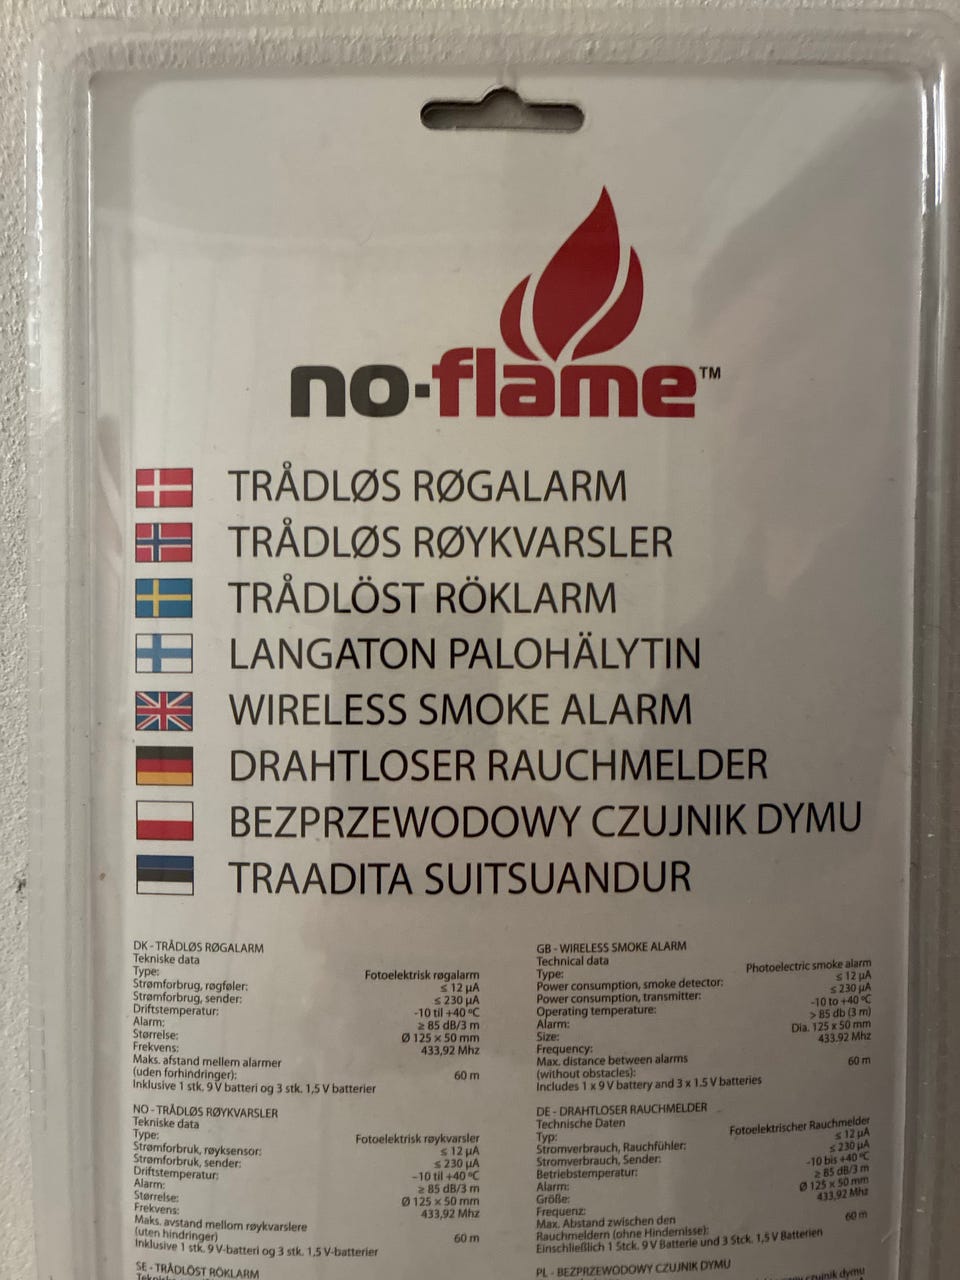 no-flame™
TRÅDLØS RØGALARM
TRÅDLØS RØYKVARSLER
TRÅDLÖST RÖKLARM
LANGATON PALOHÄLYTIN
WIRELESS SMOKE ALARM
DRAHTLOSER RAUCHMELDER
BEZPRZEWODOWY CZUJNIK DYMU
TRAADITA SUITSUANDUR
DK - TRÅDLØS RØGALARM
Tekniske data
Type: Fotoelektrisk røgalarm
Strømforbrug, røgføler: ≤ 12 µA
Strømforbrug, sender: ≤ 230 µA
Driftstemperatur: -10 til +40 ºC
Alarm: ≥ 85 dB/3 m
Størrelse: Ø 125 x 50 mm
Frekvens: 433,92 Mhz
Maks. afstand mellem alarmer
(uden forhindringer): 60 m
Inklusive 1 stk. 9 V batteri og 3 stk. 1,5 V batterier
NO - TRÅDLØS RØYKVARSLER
Tekniske data
Type: Fotoelektrisk røykvarsler
Strømforbruk, røyksensor: ≤ 12 µA
Strømforbruk, sender: ≤ 230 µA
Driftstemperatur: –10 til +40 ºC
Alarm: ≥ 85 dB/3 m
Størrelse: Ø 125 × 50 mm
Frekvens: 433,92 Mhz
Maks. avstand mellom røykvarslere
(uten hindringer) 60 m
Inklusive 1 stk. 9 V-batteri og 3 stk. 1,5 V-batterier
SE - TRÅDLÖST RÖKLARM
GB - WIRELESS SMOKE ALARM
Technical data
Type: Photoelectric smoke alarm
Power consumption, smoke detector: ≤ 12 µA
Power consumption, transmitter: ≤ 230 µA
Operating temperature: -10 to +40 ºC
Alarm: > 85 db (3 m)
Size: Dia. 125 x 50 mm
Frequency: 433.92 MHz
Max. distance between alarms
(without obstacles): 60 m
Includes 1 x 9 V battery and 3 x 1.5 V batteries
DE - DRAHTLOSER RAUCHMELDER
Technische Daten
Typ: Fotoelektrischer Rauchmelder
Stromverbrauch, Rauchfühler: ≤ 12 µA
Stromverbrauch, Sender: ≤ 230 µA
Betriebstemperatur: -10 bis +40 ºC
Alarm: ≥ 85 dB/3 m
Größe: Ø 125 x 50 mm
Frequenz: 433,92 MHz
Max. Abstand zwischen den
Rauchmeldern (ohne Hindernisse): 60 m
Einschließlich 1 Stck. 9 V Batterie und 3 Stck. 1,5 V Batterien
PL - BEZPRZEWODOWY CZUJNIK DYMU